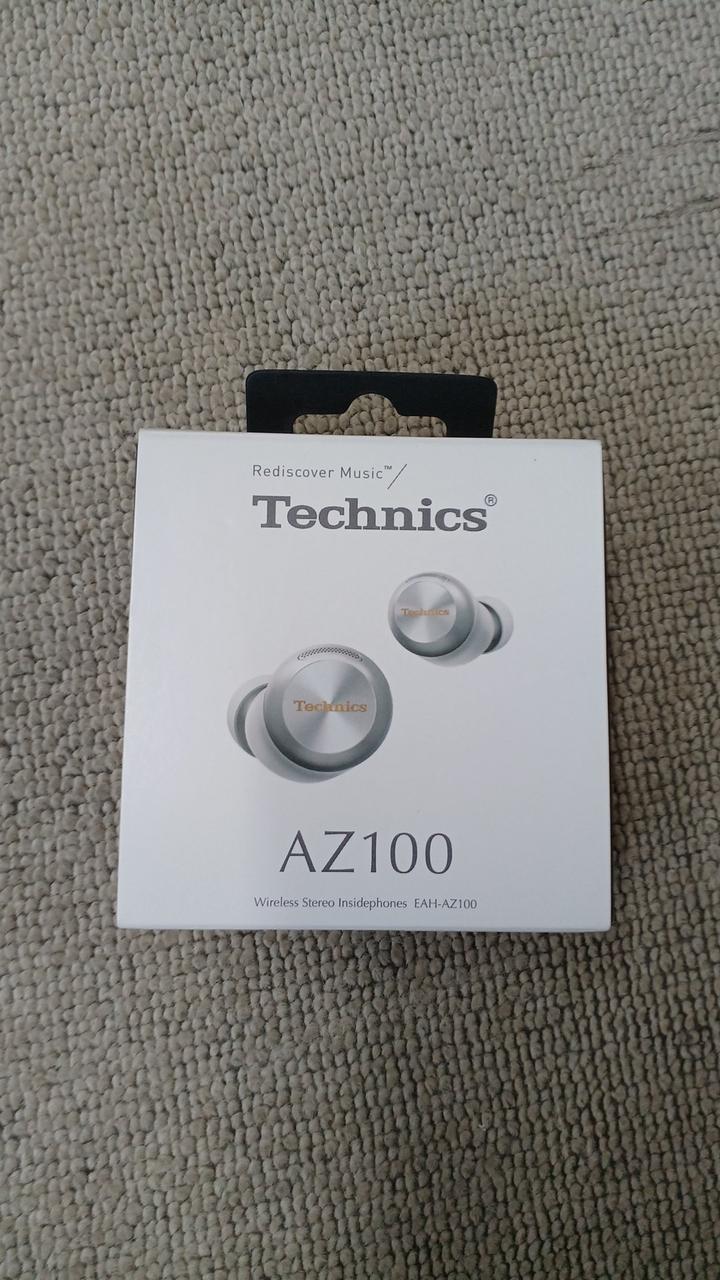 Rediscover Music™/
Technics®
Technics
Technics
AZ100
Wireless Stereo Insidephones EAH-AZ100